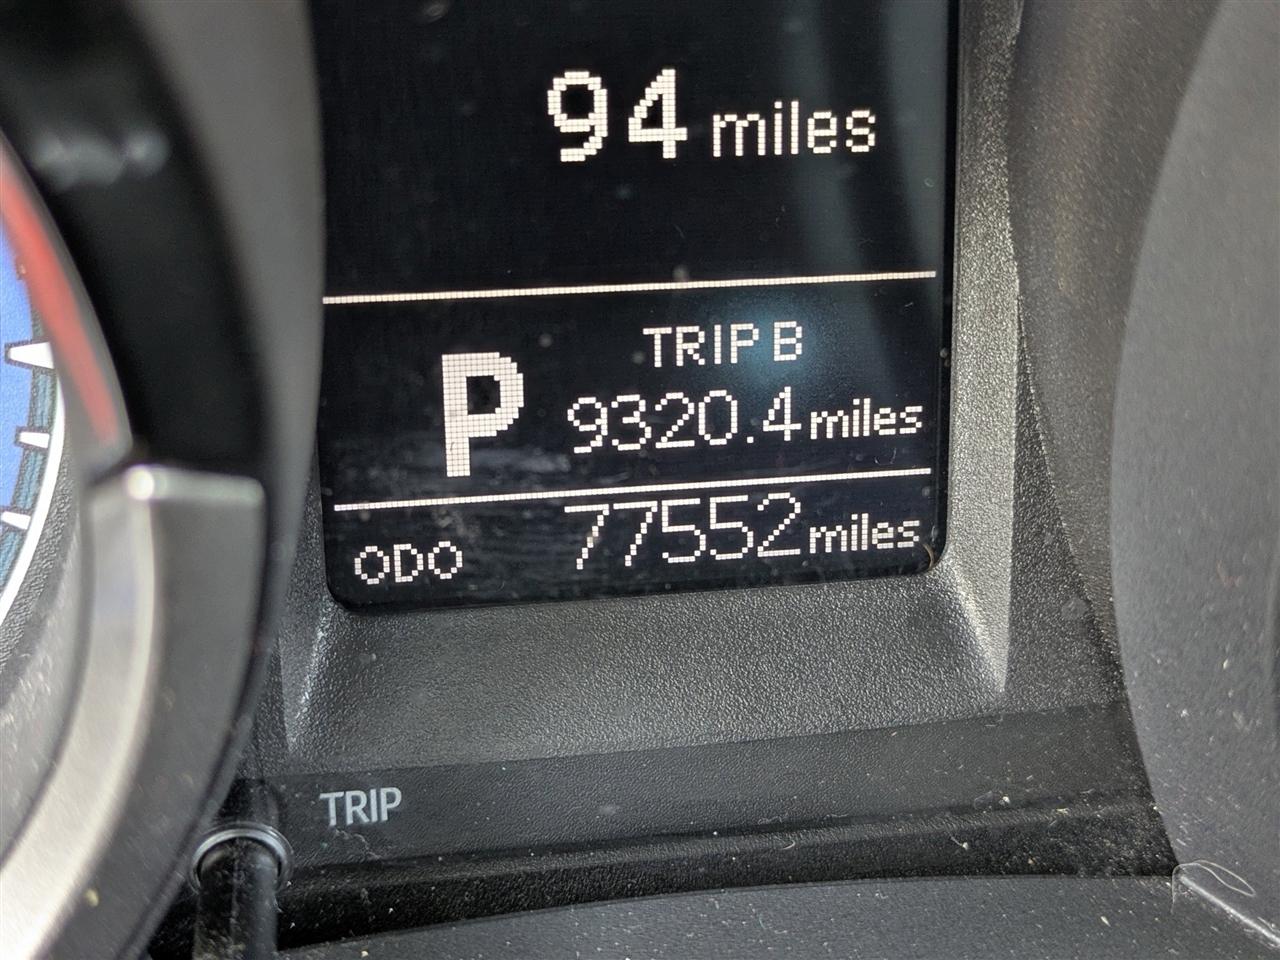 94 miles
TRIP B
P
9320.4 miles
ODO 77552 miles
TRIP